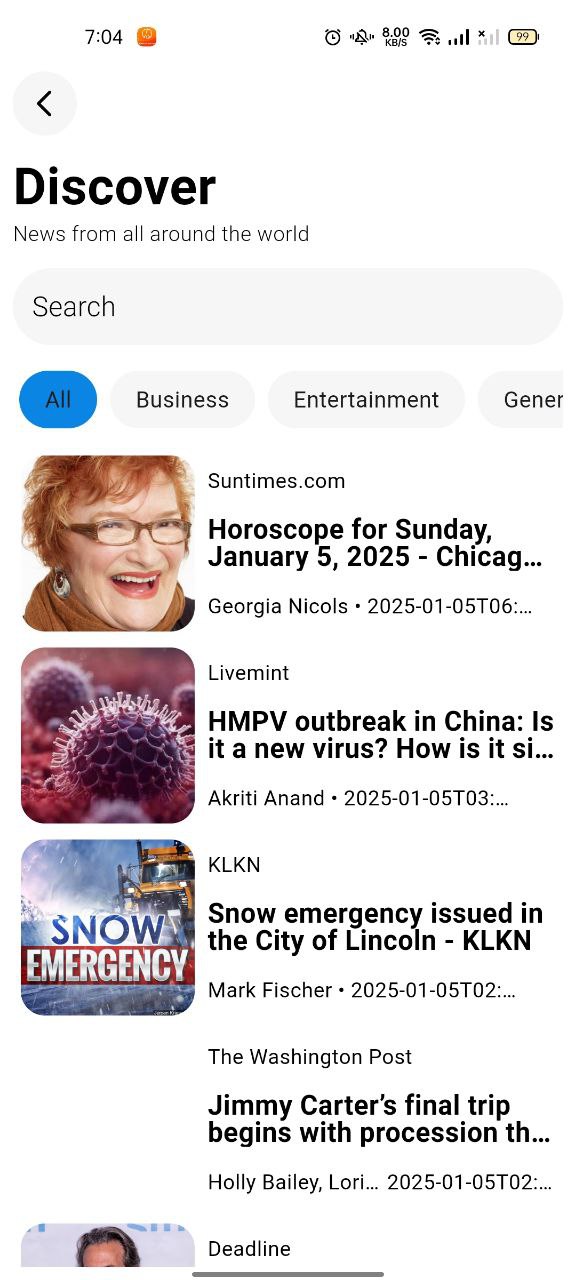 7:04
8.00
KB/S
99
Discover
News from all around the world
Search
All
Business
Entertainment
Gener
Suntimes.com
Horoscope for Sunday,
January 5, 2025 - Chicag…
Georgia Nicols • 2025-01-05T06:…
Livemint
HMPV outbreak in China: Is
it a new virus? How is it si…
Akriti Anand • 2025-01-05T03:…
KLKN
Snow emergency issued in
the City of Lincoln - KLKN
Mark Fischer • 2025-01-05T02:…
SNOW
EMERGENCY
The Washington Post
Jimmy Carter’s final trip
begins with procession th…
Holly Bailey, Lori… 2025-01-05T02:…
Deadline